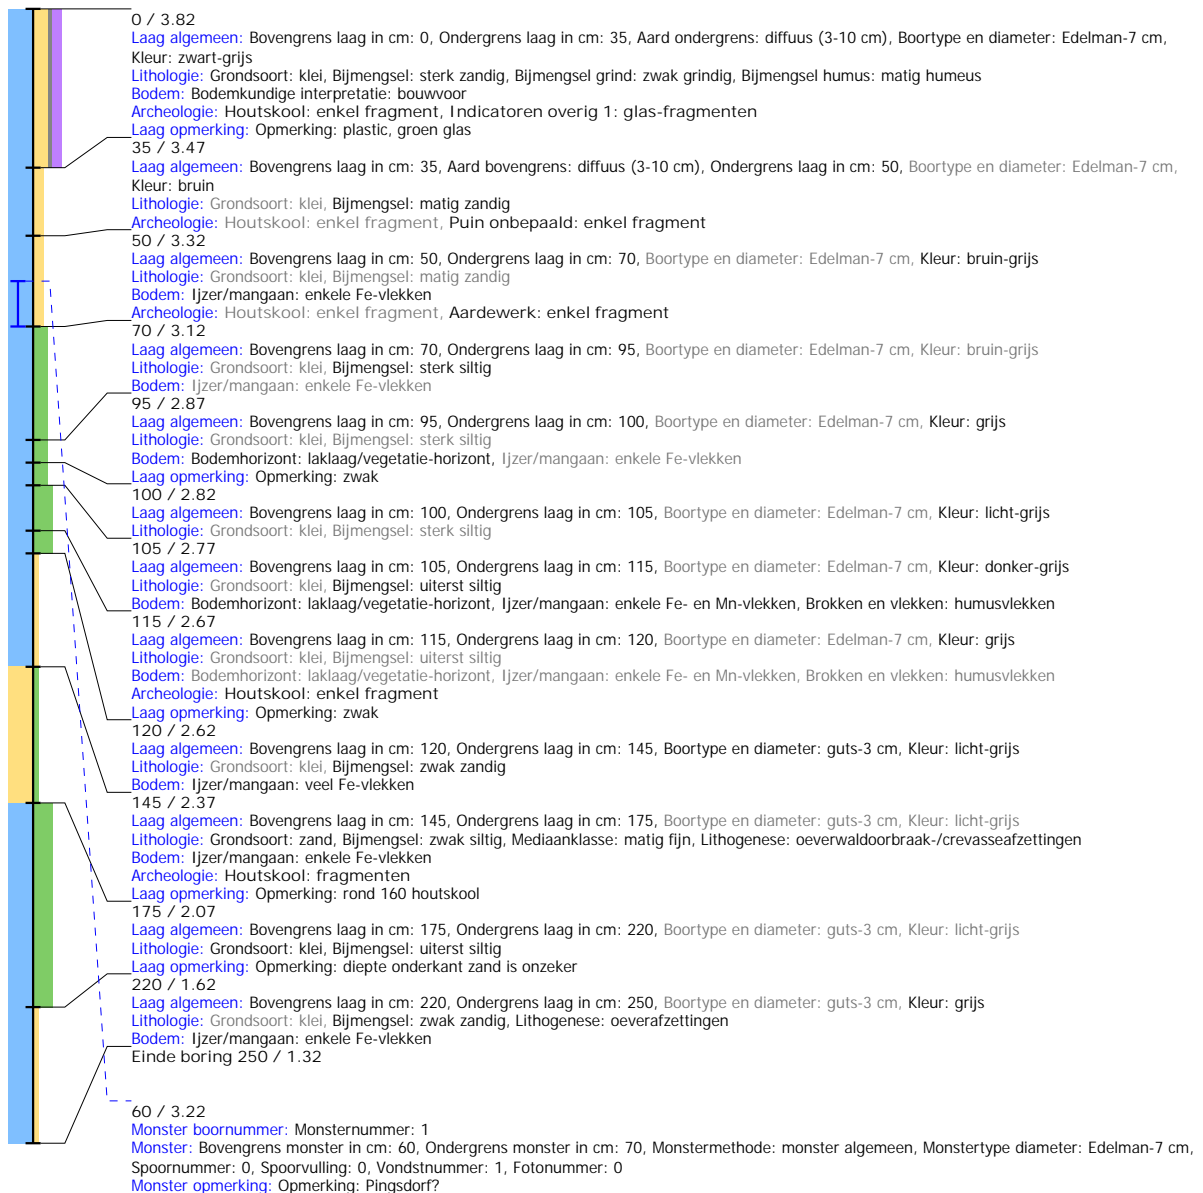 0 / 3.82
Laag algemeen: Bovengrens laag in cm: 0, Ondergrens laag in cm: 35, Aard ondergrens: diffuus (3-10 cm), Boortype en diameter: Edelman-7 cm,
Kleur: zwart-grijs
Lithologie: Grondsoort: klei, Bijmengsel: sterk zandig, Bijmengsel grind: zwak grindig, Bijmengsel humus: matig humeus
Bodem: Bodemkundige interpretatie: bouwvoor
Archeologie: Houtskool: enkel fragment, Indicatoren overig 1: glas-fragmenten
Laag opmerking: Opmerking: plastic, groen glas
35 / 3.47
Laag algemeen: Bovengrens laag in cm: 35, Aard bovengrens: diffuus (3-10 cm), Ondergrens laag in cm: 50, Boortype en diameter: Edelman-7 cm,
Kleur: bruin
Lithologie: Grondsoort: klei, Bijmengsel: matig zandig
Archeologie: Houtskool: enkel fragment, Puin onbepaald: enkel fragment
50 / 3.32
Laag algemeen: Bovengrens laag in cm: 50, Ondergrens laag in cm: 70, Boortype en diameter: Edelman-7 cm, Kleur: bruin-grijs
Lithologie: Grondsoort: klei, Bijmengsel: matig zandig
Bodem: Ijzer/mangaan: enkele Fe-vlekken
Archeologie: Houtskool: enkel fragment, Aardewerk: enkel fragment
70 / 3.12
Laag algemeen: Bovengrens laag in cm: 70, Ondergrens laag in cm: 95, Boortype en diameter: Edelman-7 cm, Kleur: bruin-grijs
Lithologie: Grondsoort: klei, Bijmengsel: sterk siltig
Bodem: Ijzer/mangaan: enkele Fe-vlekken
95 / 2.87
Laag algemeen: Bovengrens laag in cm: 95, Ondergrens laag in cm: 100, Boortype en diameter: Edelman-7 cm, Kleur: grijs
Lithologie: Grondsoort: klei, Bijmengsel: sterk siltig
Bodem: Bodemhorizont: laklaag/vegetatie-horizont, Ijzer/mangaan: enkele Fe-vlekken
Laag opmerking: Opmerking: zwak
100 / 2.82
Laag algemeen: Bovengrens laag in cm: 100, Ondergrens laag in cm: 105, Boortype en diameter: Edelman-7 cm, Kleur: licht-grijs
Lithologie: Grondsoort: klei, Bijmengsel: sterk siltig
105 / 2.77
Laag algemeen: Bovengrens laag in cm: 105, Ondergrens laag in cm: 115, Boortype en diameter: Edelman-7 cm, Kleur: donker-grijs
Lithologie: Grondsoort: klei, Bijmengsel: uiterst siltig
Bodem: Bodemhorizont: laklaag/vegetatie-horizont, Ijzer/mangaan: enkele Fe- en Mn-vlekken, Brokken en vlekken: humusvlekken
115 / 2.67
Laag algemeen: Bovengrens laag in cm: 115, Ondergrens laag in cm: 120, Boortype en diameter: Edelman-7 cm, Kleur: grijs
Lithologie: Grondsoort: klei, Bijmengsel: uiterst siltig
Bodem: Bodemhorizont: laklaag/vegetatie-horizont, Ijzer/mangaan: enkele Fe- en Mn-vlekken, Brokken en vlekken: humusvlekken
Archeologie: Houtskool: enkel fragment
Laag opmerking: Opmerking: zwak
120 / 2.62
Laag algemeen: Bovengrens laag in cm: 120, Ondergrens laag in cm: 145, Boortype en diameter: guts-3 cm, Kleur: licht-grijs
Lithologie: Grondsoort: klei, Bijmengsel: zwak zandig
Bodem: Ijzer/mangaan: veel Fe-vlekken
145 / 2.37
Laag algemeen: Bovengrens laag in cm: 145, Ondergrens laag in cm: 175, Boortype en diameter: guts-3 cm, Kleur: licht-grijs
Lithologie: Grondsoort: zand, Bijmengsel: zwak siltig, Mediaanklasse: matig fijn, Lithogenese: oeverwaldoorbraak-/crevasseafzettingen
Bodem: Ijzer/mangaan: enkele Fe-vlekken
Archeologie: Houtskool: fragmenten
Laag opmerking: Opmerking: rond 160 houtskool
175 / 2.07
Laag algemeen: Bovengrens laag in cm: 175, Ondergrens laag in cm: 220, Boortype en diameter: guts-3 cm, Kleur: licht-grijs
Lithologie: Grondsoort: klei, Bijmengsel: uiterst siltig
Laag opmerking: Opmerking: diepte onderkant zand is onzeker
220 / 1.62
Laag algemeen: Bovengrens laag in cm: 220, Ondergrens laag in cm: 250, Boortype en diameter: guts-3 cm, Kleur: grijs
Lithologie: Grondsoort: klei, Bijmengsel: zwak zandig, Lithogenese: oeverafzettingen
Bodem: Ijzer/mangaan: enkele Fe-vlekken
Einde boring 250 / 1.32
60 / 3.22
Monster boornummer: Monsternummer: 1
Monster: Bovengrens monster in cm: 60, Ondergrens monster in cm: 70, Monstermethode: monster algemeen, Monstertype diameter: Edelman-7 cm,
Spoornummer: 0, Spoorvulling: 0, Vondstnummer: 1, Fotonummer: 0
Monster opmerking: Opmerking: Pingsdorf?